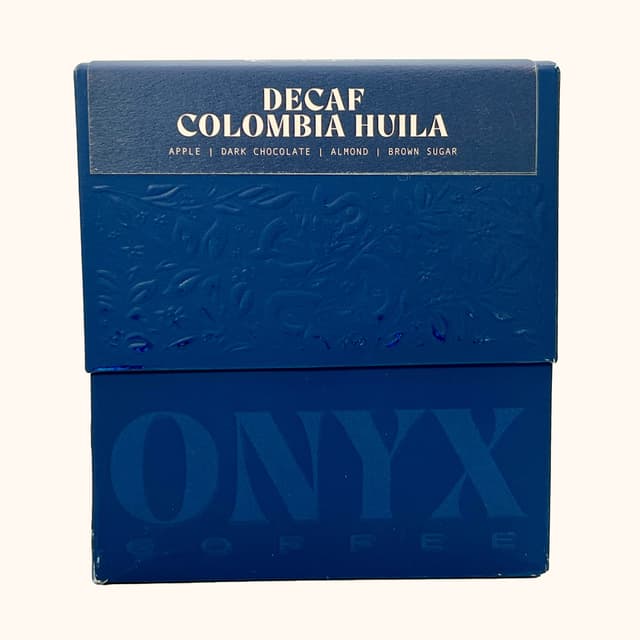 DECAF
COLOMBIA HUILA
APPLE | DARK CHOCOLATE | ALMOND | BROWN SUGAR
ONYX
COFFEE